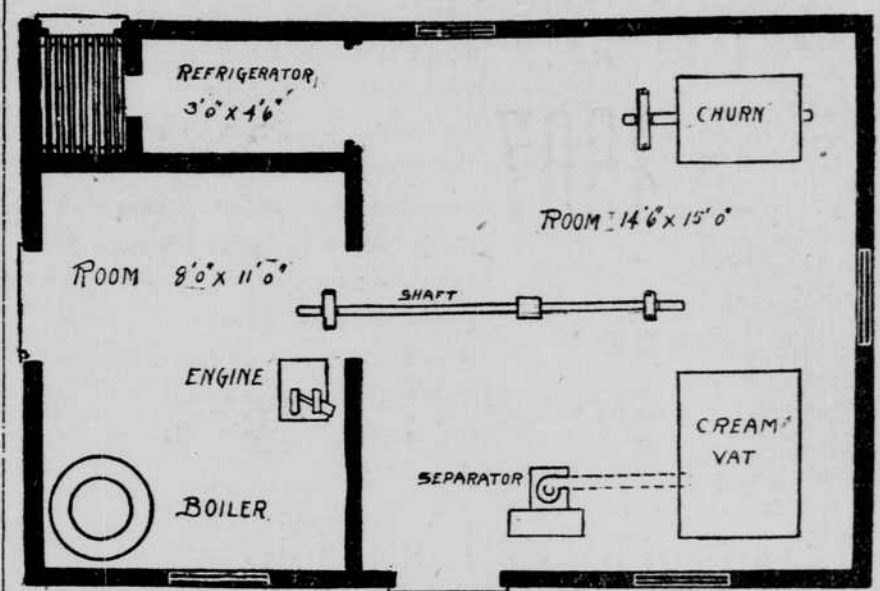 REFRIGERATOR
3'0" X 4'6"
CHURN
ROOM 14'6 X 15'0"
ROOM 8'0" X 11'0"
SHAFT
ENGINE
CREAM
VAT
SEPARATOR
BOILER